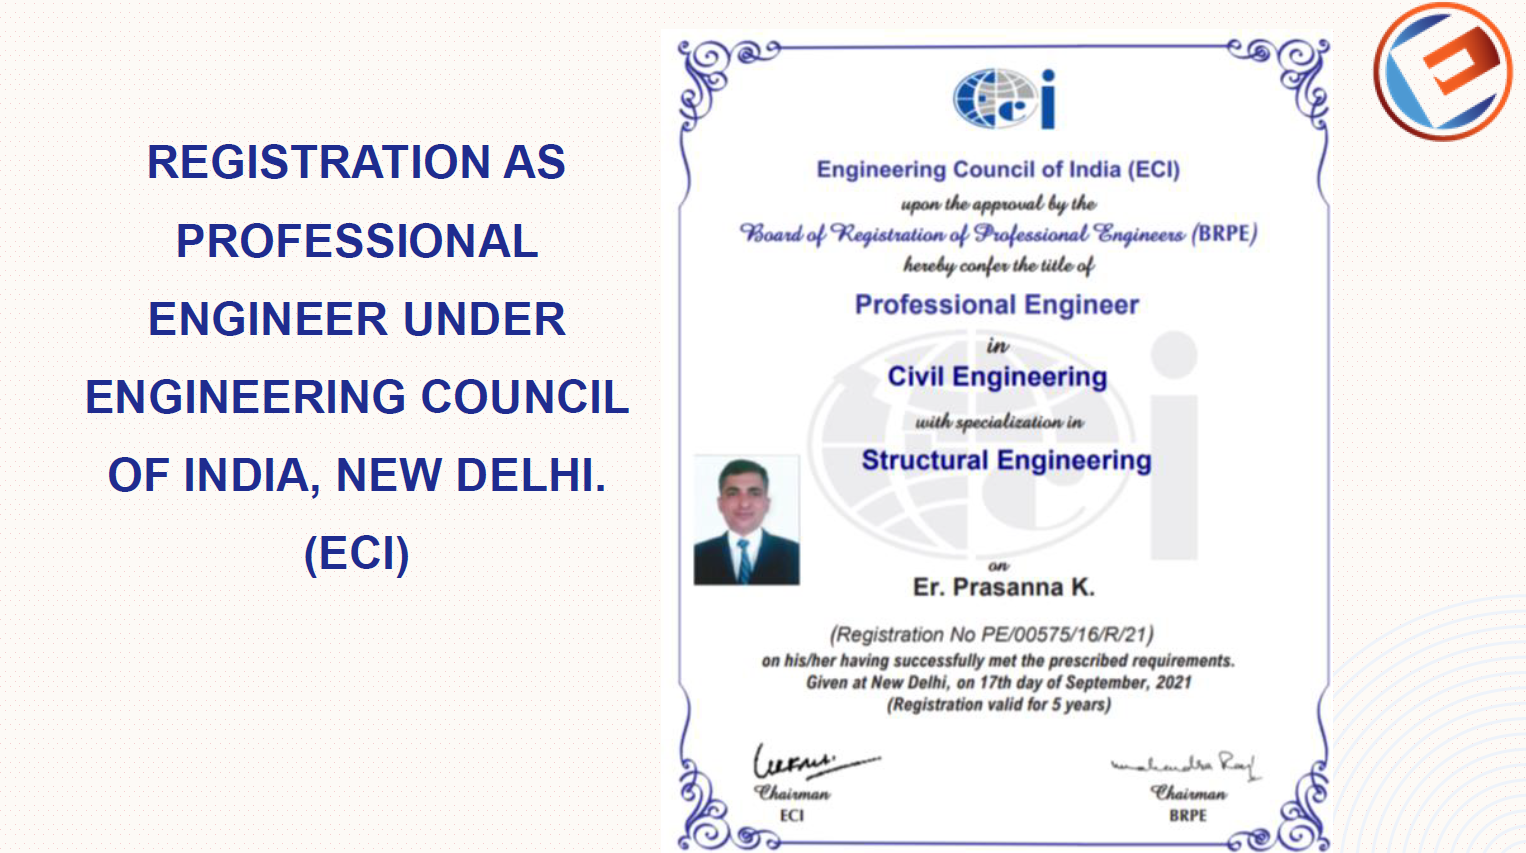 REGISTRATION AS
PROFESSIONAL
ENGINEER UNDER
ENGINEERING COUNCIL
OF INDIA, NEW DELHI.
(ECI)
eci
Engineering Council of India (ECI)
upon the approval by the
Board of Registration of Professional Engineers (BRPE)
hereby confer the title of
Professional Engineer
in
Civil Engineering
with specialization in
Structural Engineering
on
Er. Prasanna K.
(Registration No PE/00575/16/R/21)
on his/her having successfully met the prescribed requirements.
Given at New Delhi, on 17th day of September, 2021
(Registration valid for 5 years)
Mahendra Raj
Chairman
ECI
Chairman
BRPE